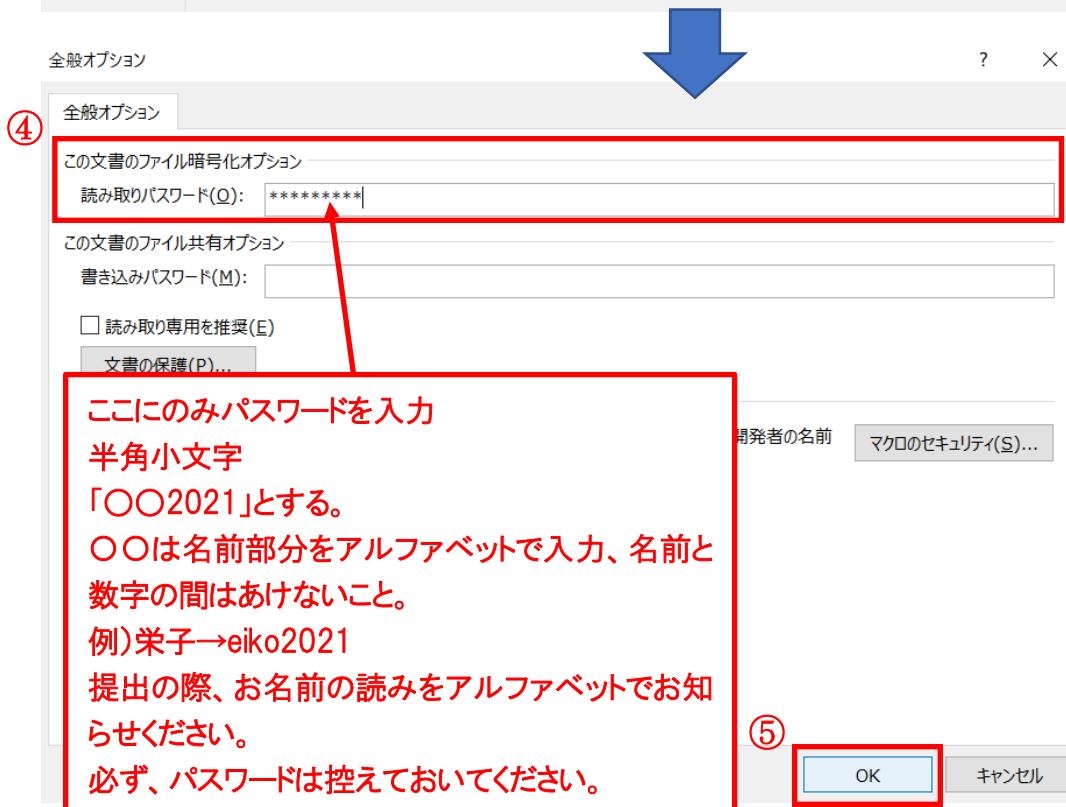 全般オプション
?
×
全般オプション
④
この文書のファイル暗号化オプション
読み取りパスワード(O): *********
この文書のファイル共有オプション
書き込みパスワード(M):
読み取り専用を推奨(E)
文書の保護(P)...
開発者の名前
マクロのセキュリティ(S)...
ここにのみパスワードを入力
半角小文字
「〇〇2021」とする。
〇〇は名前部分をアルファベットで入力、名前と
数字の間はあけないこと。
例)栄子→eiko2021
提出の際、お名前の読みをアルファベットでお知
らせください。
必ず、パスワードは控えておいてください。
⑤
OK
キャンセル